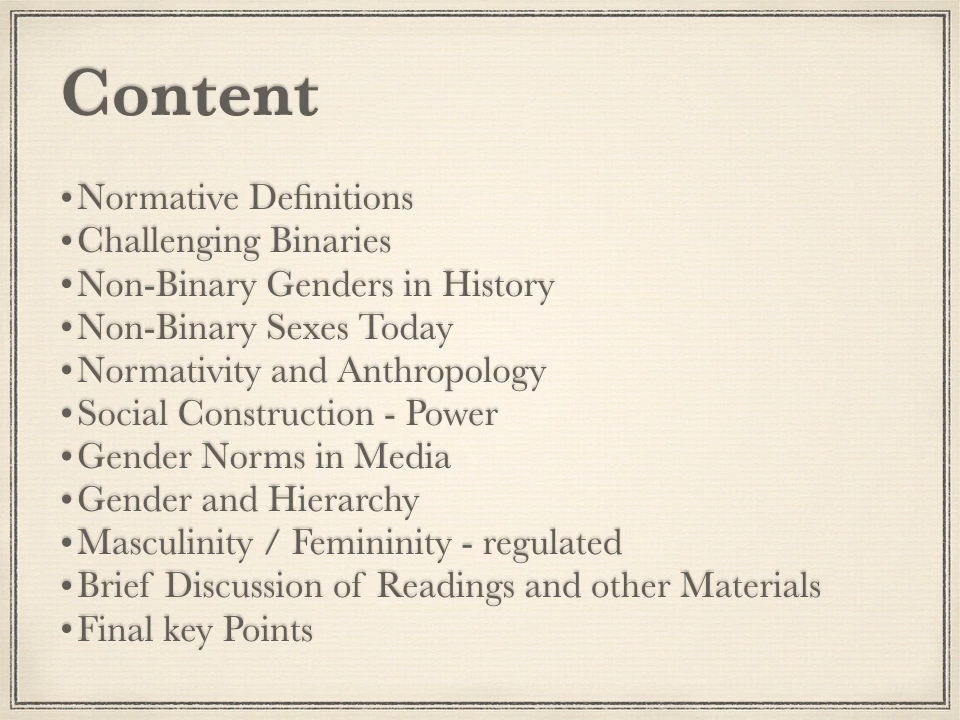 Content
•Normative Definitions
•Challenging Binaries
•Non-Binary Genders in History
•Non-Binary Sexes Today
•Normativity and Anthropology
•Social Construction - Power
•Gender Norms in Media
•Gender and Hierarchy
•Masculinity / Femininity - regulated
•Brief Discussion of Readings and other Materials
•Final key Points